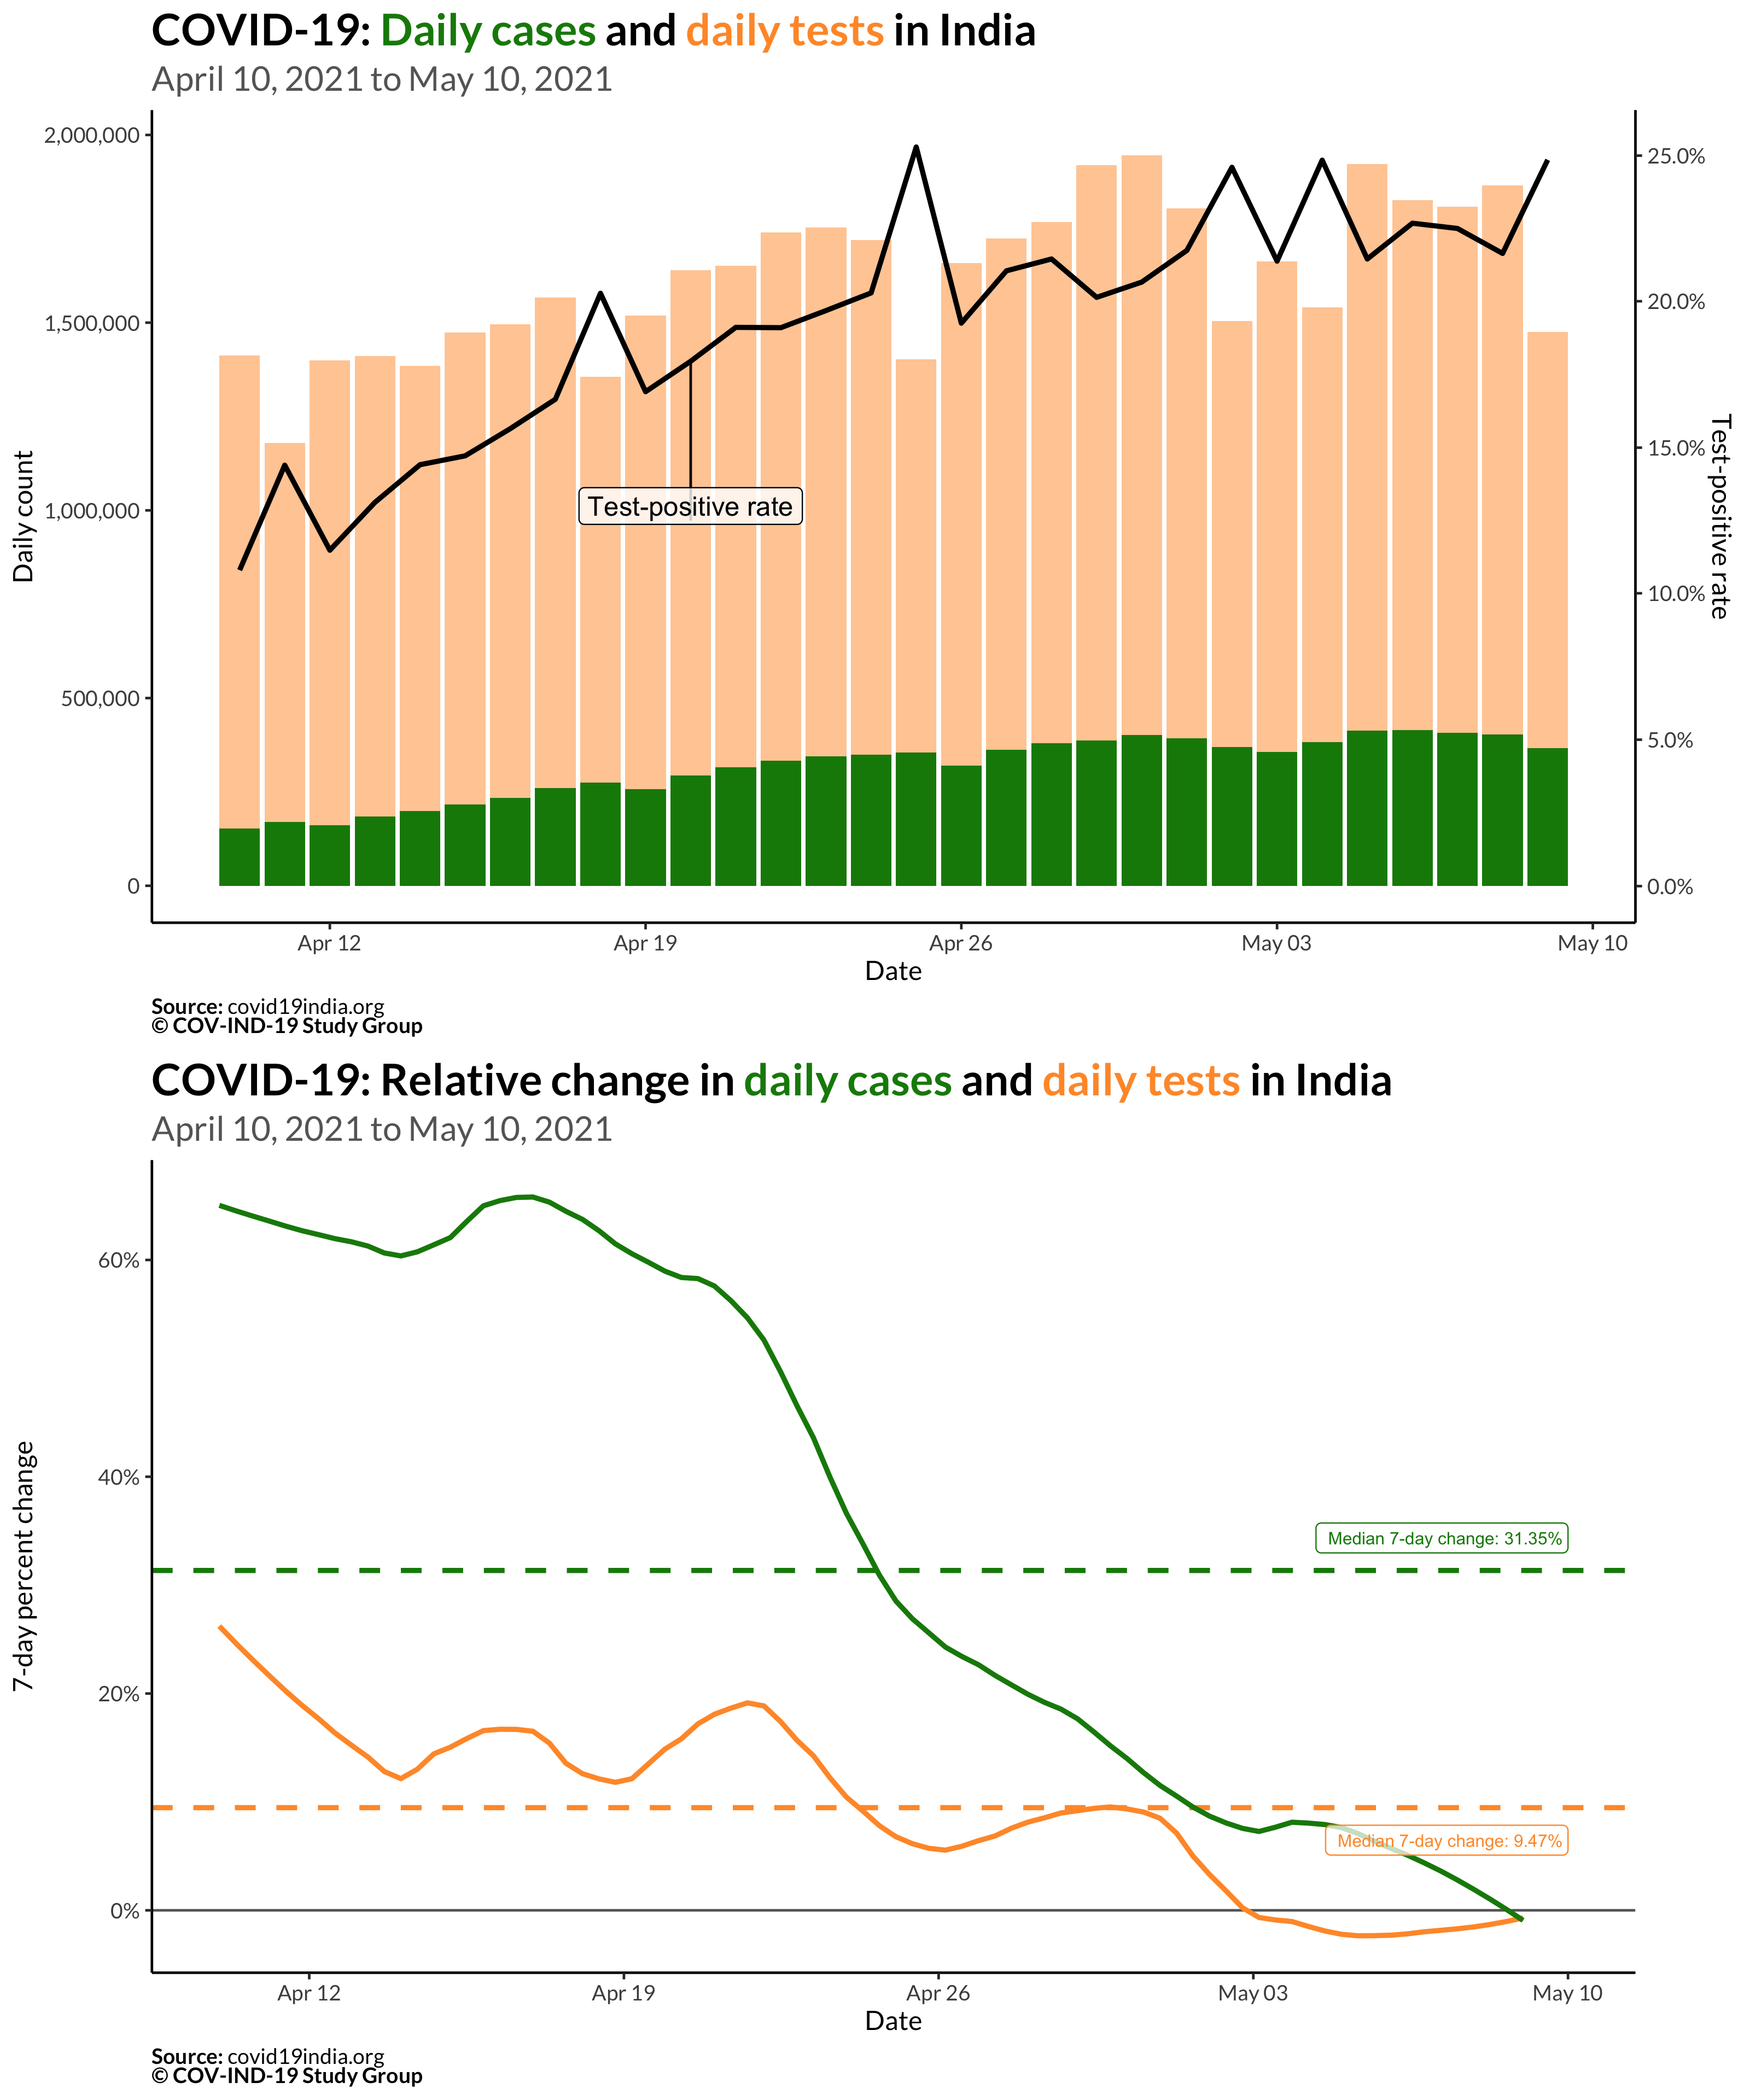 COVID-19: Daily cases and daily tests in India
April 10, 2021 to May 10, 2021
Daily count
2,000,000
1,500,000
1,000,000
500,000
0
Test-positive rate
25.0%
20.0%
15.0%
10.0%
5.0%
0.0%
Test-positive rate
Apr 12
Apr 19
Apr 26
May 03
May 10
Date
Source: covid19india.org
© COV-IND-19 Study Group
COVID-19: Relative change in daily cases and daily tests in India
April 10, 2021 to May 10, 2021
7-day percent change
60%
40%
20%
0%
Median 7-day change: 31.35%
Median 7-day change: 9.47%
Apr 12
Apr 19
Apr 26
May 03
May 10
Date
Source: covid19india.org
© COV-IND-19 Study Group